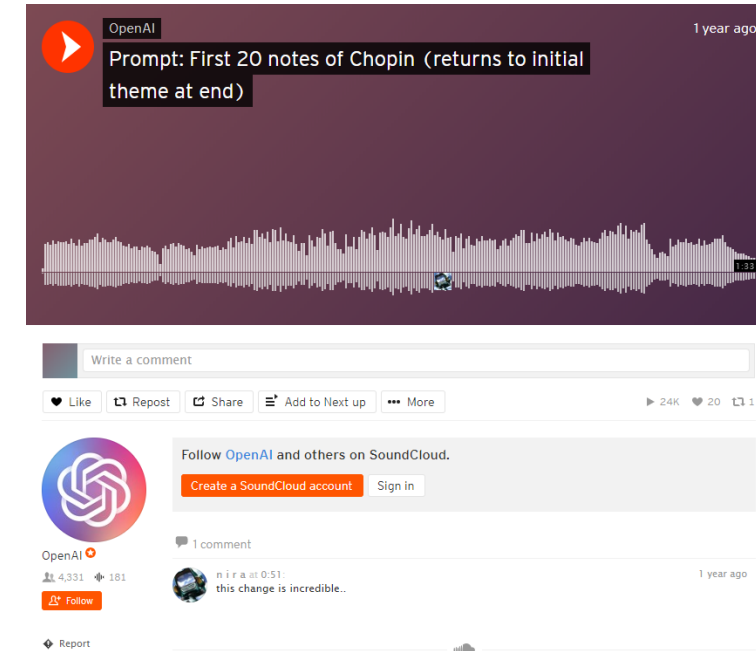 OpenAI
1 year ago
Prompt: First 20 notes of Chopin (returns to initial
theme at end)
1:33
Write a comment
Like
Repost
Share
Add to Next up
More
24K
20
1
Follow OpenAI and others on SoundCloud.
Create a SoundCloud account
Sign in
1 comment
OpenAI
4,331
181
Follow
n i r a at 0:51:
1 year ago
this change is incredible..
Report